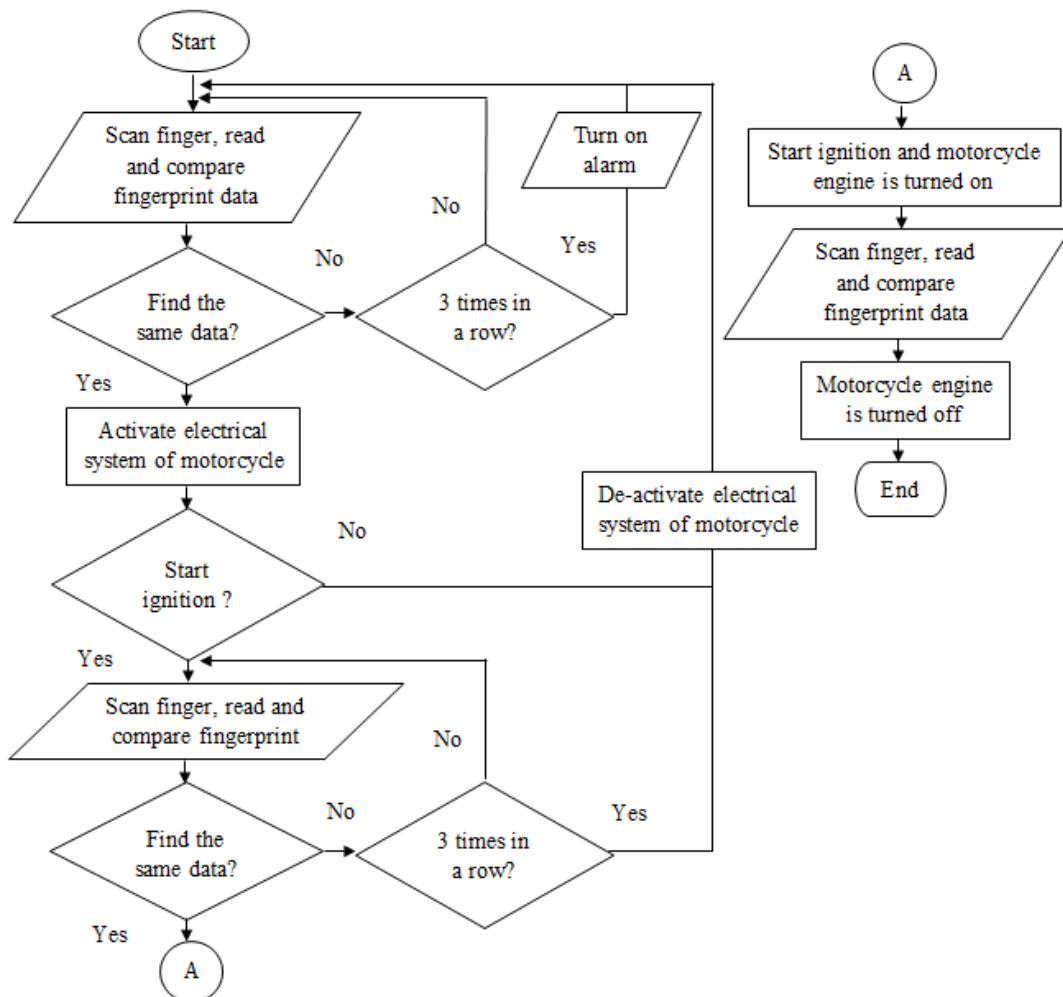 Start
Scan finger, read
and compare
fingerprint data
Find the
same data?
No
3 times in
a row?
No
Yes
Turn on
alarm
Yes
Activate electrical
system of motorcycle
Start
ignition ?
No
De-activate electrical
system of motorcycle
Yes
Scan finger, read and
compare fingerprint
Find the
same data?
No
3 times in
a row?
No
Yes
Yes
A
A
Start ignition and motorcycle
engine is turned on
Scan finger, read
and compare
fingerprint data
Motorcycle engine
is turned off
End